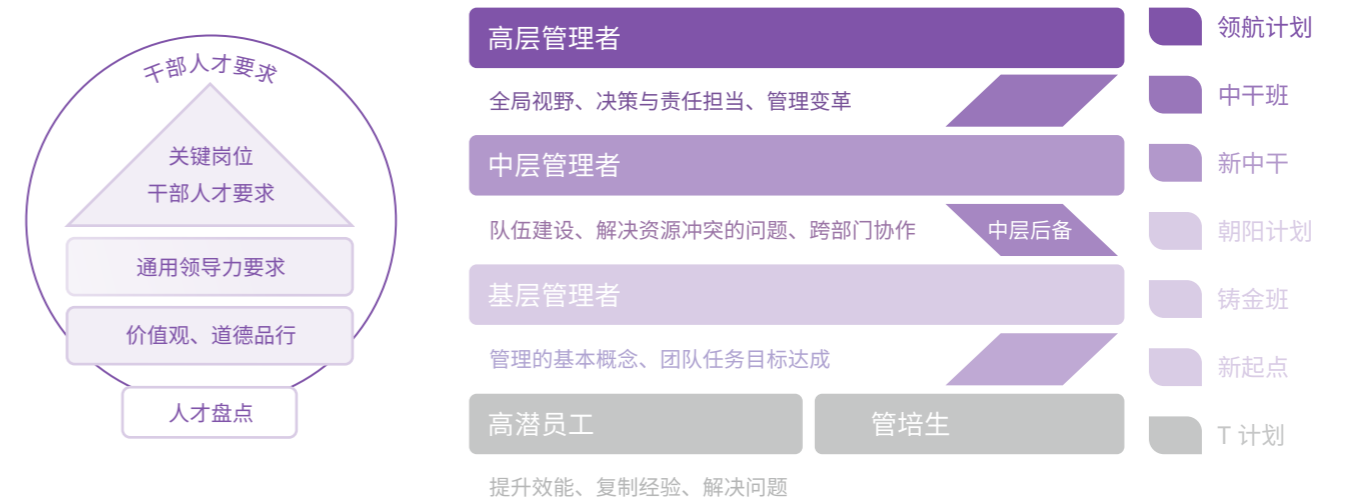 干部人才要求
关键岗位
干部人才要求
通用领导力要求
价值观、道德品行
人才盘点
高层管理者
全局视野、决策与责任担当、管理变革
中层管理者
队伍建设、解决资源冲突的问题、跨部门协作
中层后备
基层管理者
管理的基本概念、团队任务目标达成
高潜员工
管培生
提升效能、复制经验、解决问题
领航计划
中干班
新中干
朝阳计划
铸金班
新起点
T 计划